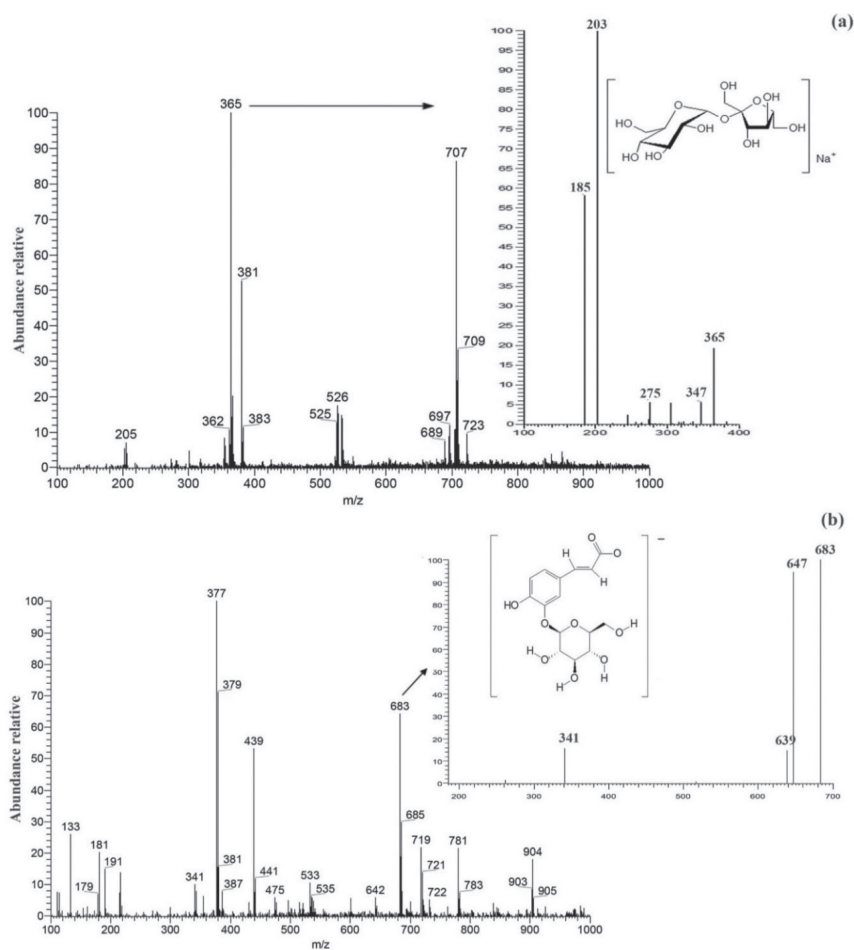 (a)
203
100
95
90
85
80
75
70
65
60
55
50
45
40
35
30
25
20
15
10
5
0
185
275
347
365
100
200
300
400
OH
O
OH
HO
O
OH
OH
HO
HO
OH
Na⁺
Abundance relative
100
90
80
70
60
50
40
30
20
10
0
365
707
381
709
526
525
362
383
697
689
723
205
100 200 300 400 500 600 700 800 900 1000
m/z
(b)
O
H
O
H
HO
O
O
O
H
H
O
O
O
H
H
O
H
−
683
647
639
341
100
90
80
70
60
50
40
30
20
10
0
200 300 400 500 600 700
Abundance relative
100
90
80
70
60
50
40
30
20
10
0
377
379
683
439
133
181
191
179
341
381
387
441
475
533
535
642
685
719
721
722
781
783
904
903
905
100 200 300 400 500 600 700 800 900 1000
m/z